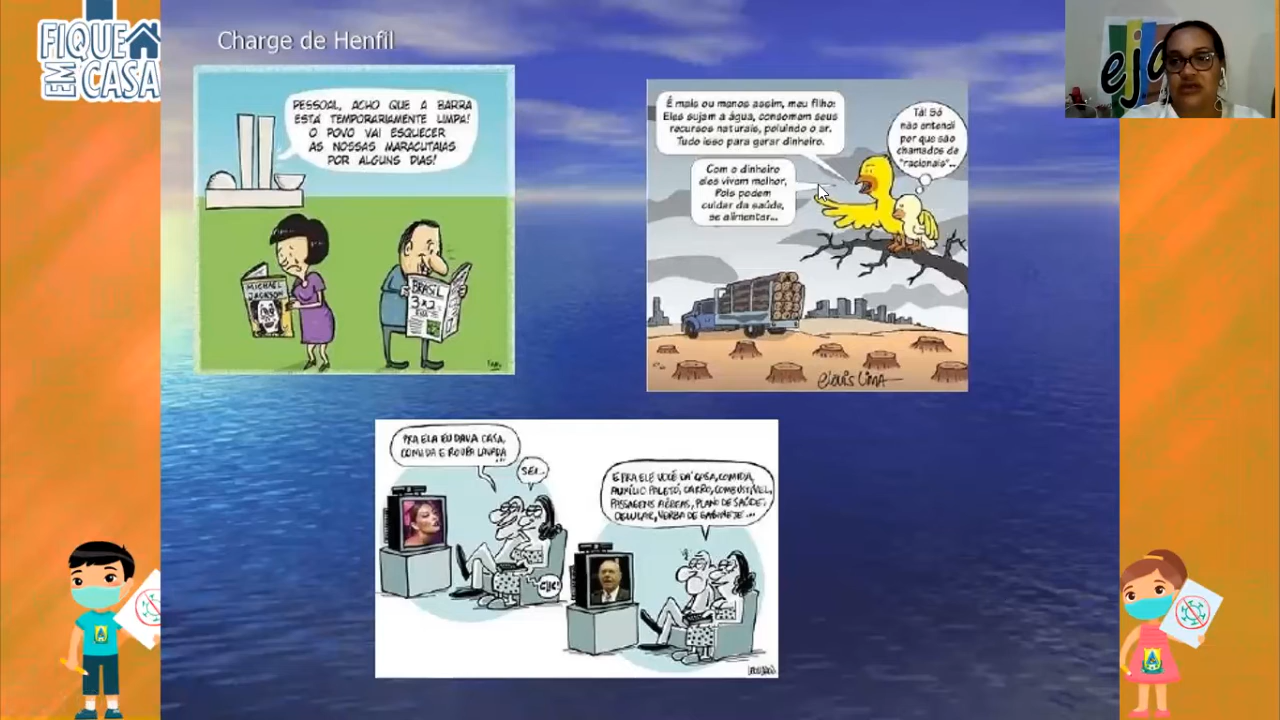 FIQUE
EM CASA
Charge de Henfil
PESSOAL, ACHO QUE A BARRA
ESTÁ TEMPORARIAMENTE LIMPA!
O POVO VAI ESQUECER
AS NOSSAS MARACUTAIAS
POR ALGUNS DIAS!
MICHAEL
JACKSON
BRASIL
3x2
É mais ou menos assim, meu filho:
Eles sujam a água, consomem seus
recursos naturais, poluindo o ar.
Tudo isso para gerar dinheiro.
Com o dinheiro
eles vivem melhor,
Pois podem
cuidar da saúde,
se alimentar...
Tá! Só
não entendi
por que são
chamados de
"racionais"...
CLOVIS LIMA
PRA ELA EU DAVA CASA,
COMIDA E ROUPA LAVADA...
SEI...
CLIC!
E PRA ELE VOCÊ DÁ CASA, COMIDA,
AUXÍLIO PALETÓ, CARRO, COMBUSTÍVEL,
PASSAGENS AÉREAS, PLANO DE SAÚDE,
CELULAR, VERBA DE GABINETE...
eja